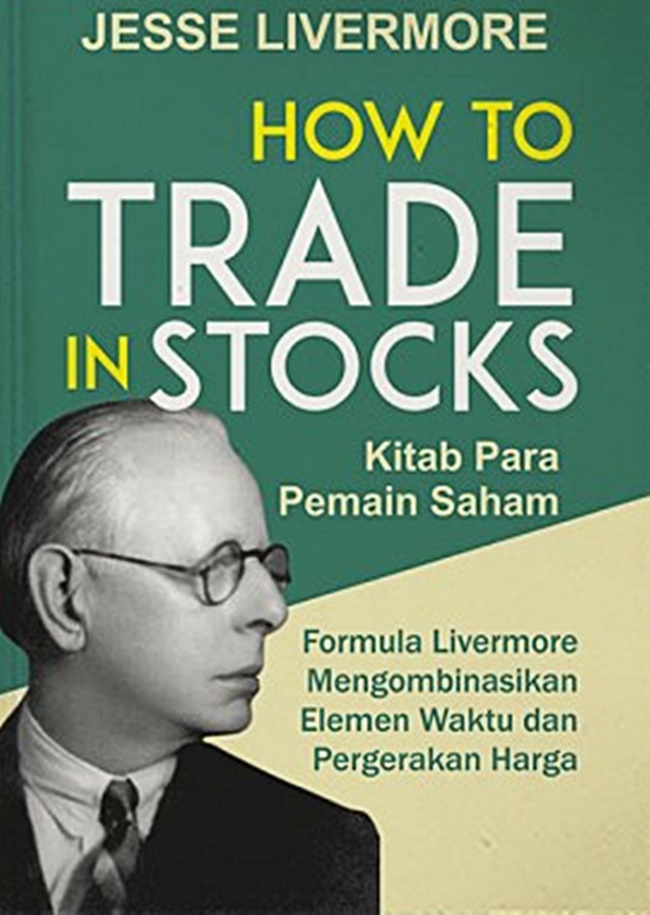 JESSE LIVERMORE
HOW TO
TRADE
IN STOCKS
Kitab Para
Pemain Saham
Formula Livermore
Mengombinasikan
Elemen Waktu dan
Pergerakan Harga